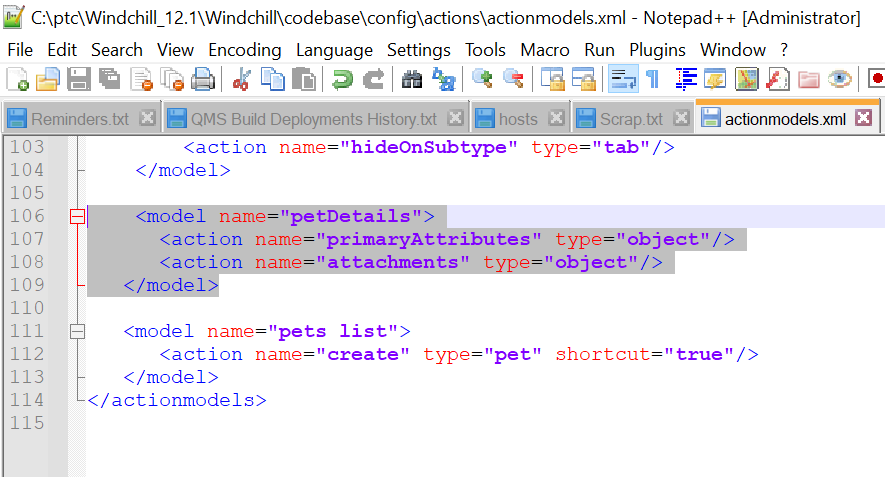 C:\ptc\Windchill_12.1\Windchill\codebase\config\actions\actionmodels.xml - Notepad++ [Administrator]
File Edit Search View Encoding Language Settings Tools Macro Run Plugins Window ?
Reminders.txt QMS Build Deployments History.txt hosts Scrap.txt actionmodels.xml
103 <action name="hideOnSubtype" type="tab"/>
104 </model>
105
106 <model name="petDetails">
107 <action name="primaryAttributes" type="object"/>
108 <action name="attachments" type="object"/>
109 </model>
110
111 <model name="pets list">
112 <action name="create" type="pet" shortcut="true"/>
113 </model>
114 </actionmodels>
115